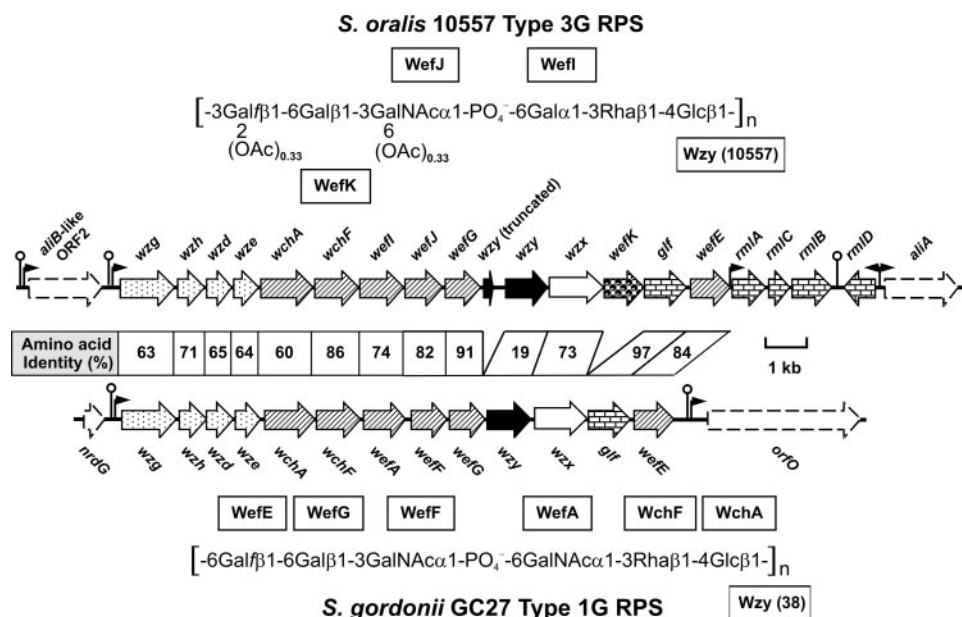 S. oralis 10557 Type 3G RPS
WefJ WefI
[-3Galfβ1-6Galβ1-3GalNAcα1-PO₄⁻-6Galα1-3Rhaβ1-4Glcβ1-]n
2 6
(OAc)0.33 (OAc)0.33
Wzy (10557)
WefK
aliB-like ORF2 wzg wzh wzd wze wchA wchF wefI wefJ wefG wzy (truncated) wzy wzx wefK glf wefE rmlA rmlC rmlB rmlD aliA
Amino acid
Identity (%) 63 71 65 64 60 86 74 82 91 19 73 97 84
1 kb
nrdG wzg wzh wzd wze wchA wchF wefA wefF wefG wzy wzx glf wefE orfO
WefE WefG WefF WefA WchF WchA
[-6Galfβ1-6Galβ1-3GalNAcα1-PO₄⁻-6GalNAcα1-3Rhaβ1-4Glcβ1-]n
S. gordonii GC27 Type 1G RPS
Wzy (38)